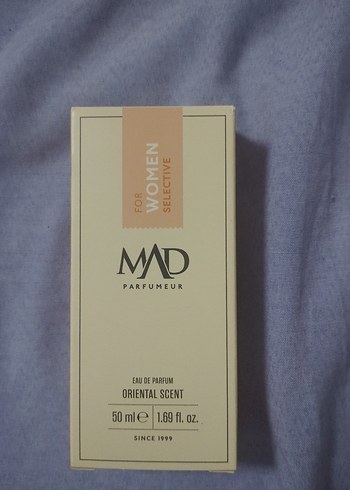 FOR
WOMEN
SELECTIVE
MAD
PARFUMEUR
EAU DE PARFUM
ORIENTAL SCENT
50 ml ℮ 1.69 fl. oz.
SINCE 1999